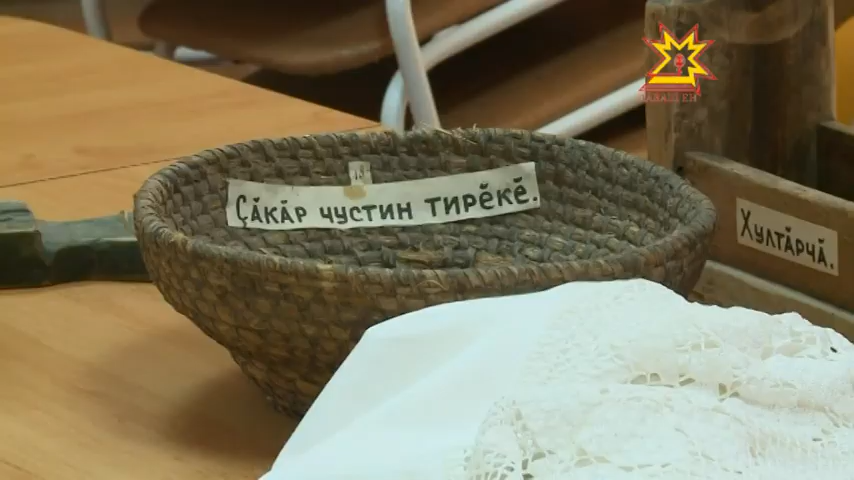 Ҫӑкӑр чустин тирӗкӗ.
Хултӑрчӑ.